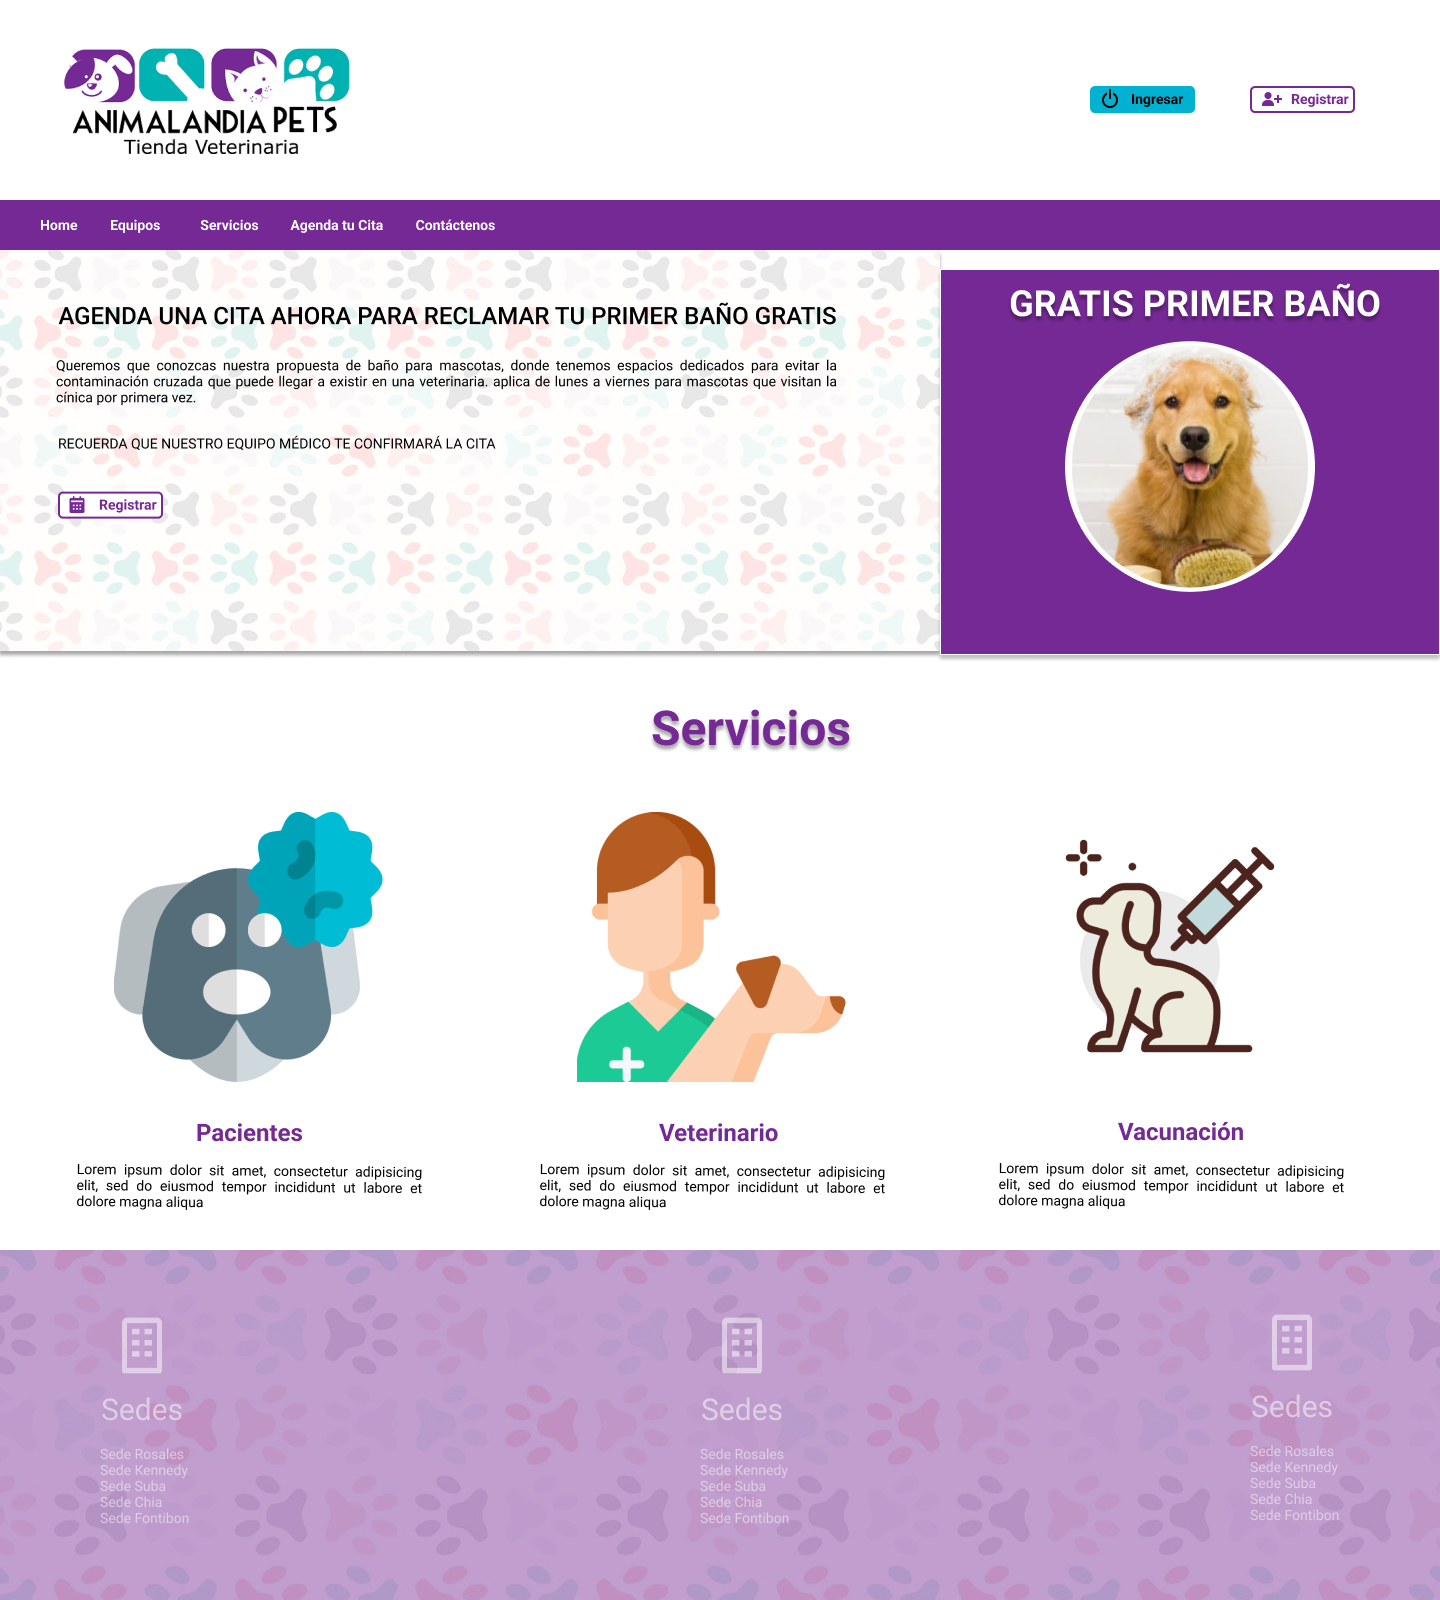 ANIMALANDIA PETS
Tienda Veterinaria
Ingresar
Registrar
Home Equipos Servicios Agenda tu Cita Contáctenos
AGENDA UNA CITA AHORA PARA RECLAMAR TU PRIMER BAÑO GRATIS
Queremos que conozcas nuestra propuesta de baño para mascotas, donde tenemos espacios dedicados para evitar la
contaminación cruzada que puede llegar a existir en una veterinaria. aplica de lunes a viernes para mascotas que visitan la
cínica por primera vez.
RECUERDA QUE NUESTRO EQUIPO MÉDICO TE CONFIRMARÁ LA CITA
Registrar
GRATIS PRIMER BAÑO
Servicios
Pacientes
Lorem ipsum dolor sit amet, consectetur adipisicing
elit, sed do eiusmod tempor incididunt ut labore et
dolore magna aliqua
Veterinario
Lorem ipsum dolor sit amet, consectetur adipisicing
elit, sed do eiusmod tempor incididunt ut labore et
dolore magna aliqua
Vacunación
Lorem ipsum dolor sit amet, consectetur adipisicing
elit, sed do eiusmod tempor incididunt ut labore et
dolore magna aliqua
Sedes
Sede Rosales
Sede Kennedy
Sede Suba
Sede Chia
Sede Fontibon
Sedes
Sede Rosales
Sede Kennedy
Sede Suba
Sede Chia
Sede Fontibon
Sedes
Sede Rosales
Sede Kennedy
Sede Suba
Sede Chia
Sede Fontibon